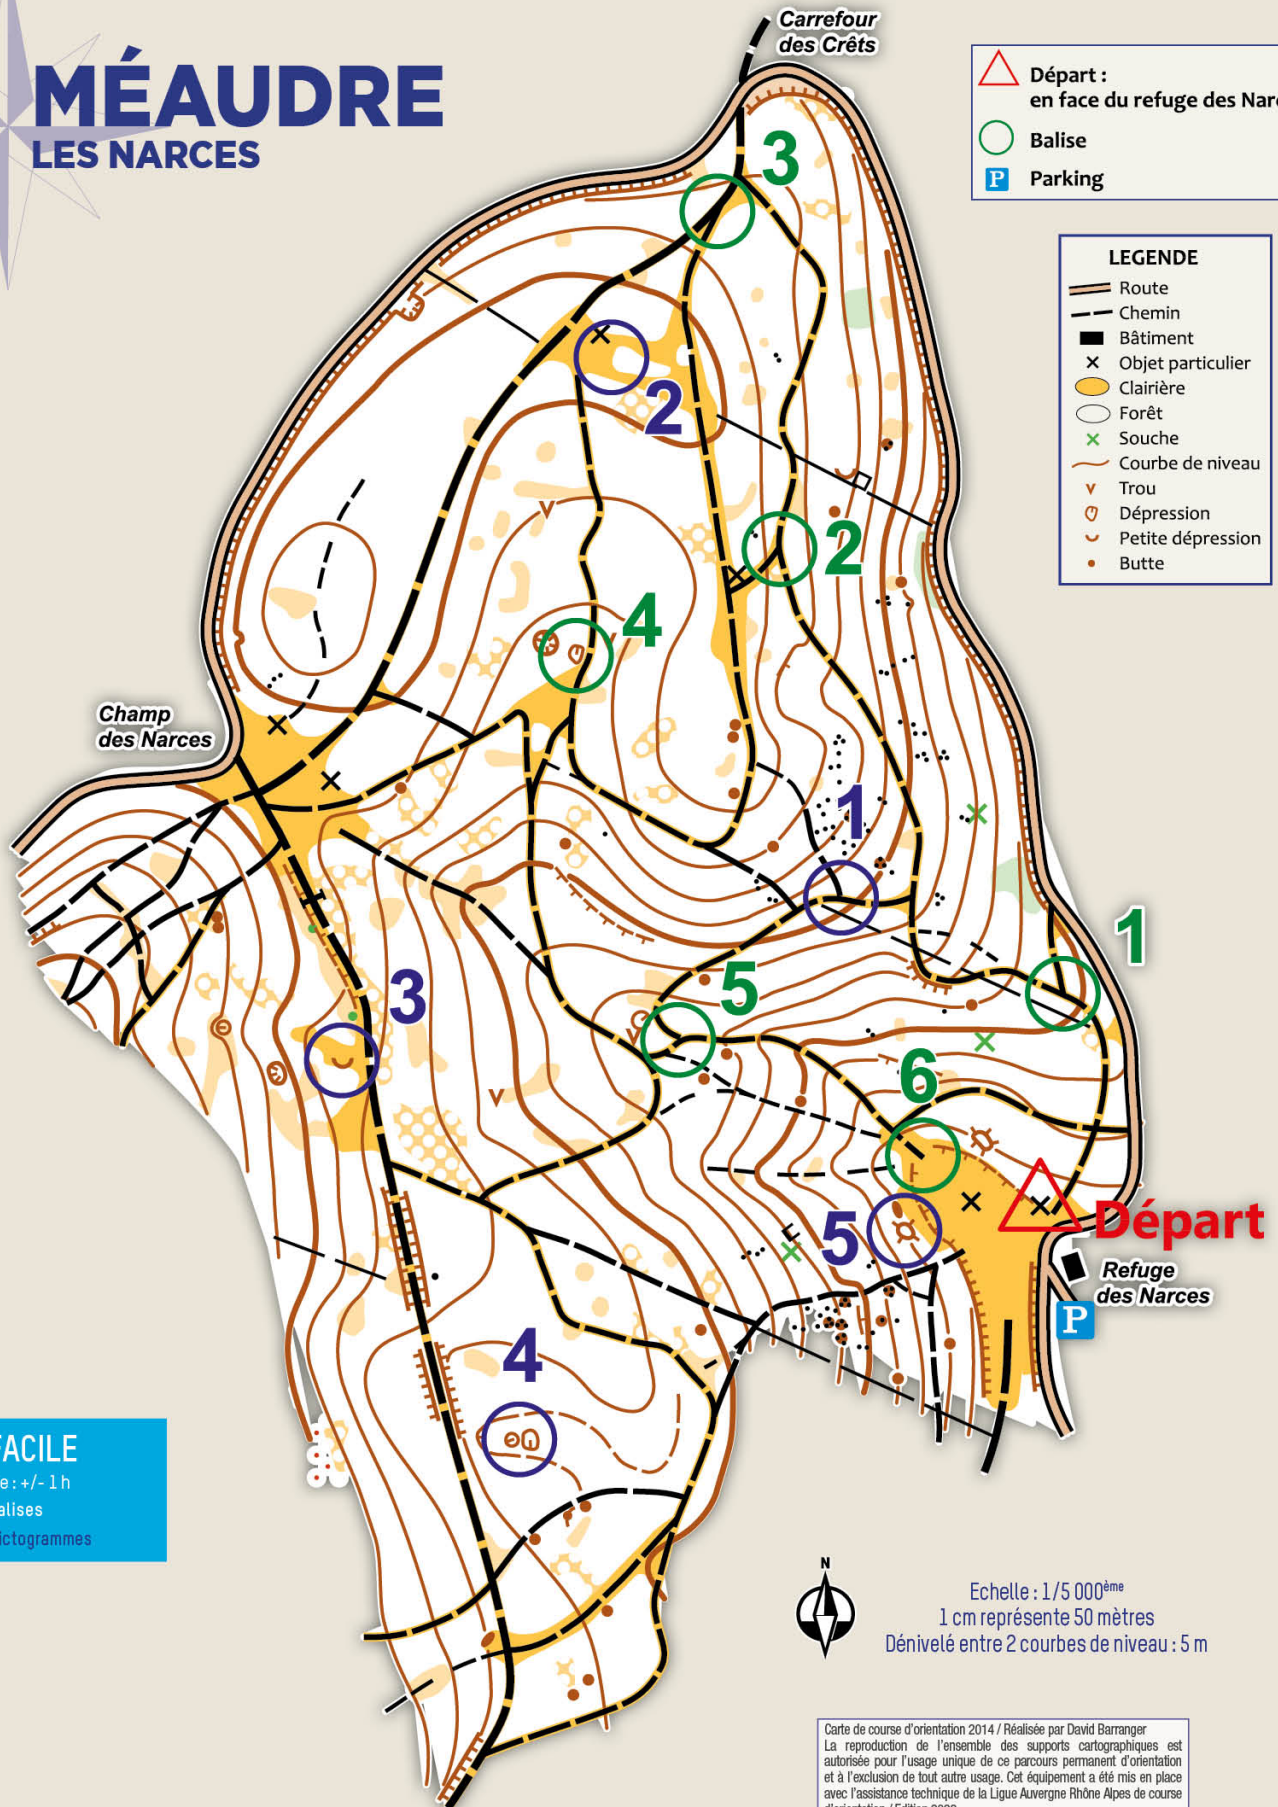 Carrefour
des Crêts
MÉAUDRE
LES NARCES
Départ :
en face du refuge des
Balise
P Parking
LEGENDE
Route
Chemin
Bâtiment
Objet particulier
Clairière
Forêt
Souche
Courbe de niveau
Trou
Dépression
Petite dépression
Butte
3
2
2
4
Champ
des Narces
1
1
3
5
6
5
Départ
Refuge
des Narces
P
4
FACILE
+/- 1 h
N
Echelle : 1/5 000ème
1 cm représente 50 mètres
Dénivelé entre 2 courbes de niveau : 5 m
Carte de course d'orientation 2014 / Réalisée par David Barranger
La reproduction de l'ensemble des supports cartographiques est
autorisée pour l'usage unique de ce parcours permanent d'orientation
et à l'exclusion de tout autre usage. Cet équipement a été mis en place
avec l'assistance technique de la Ligue Auvergne Rhône Alpes de course